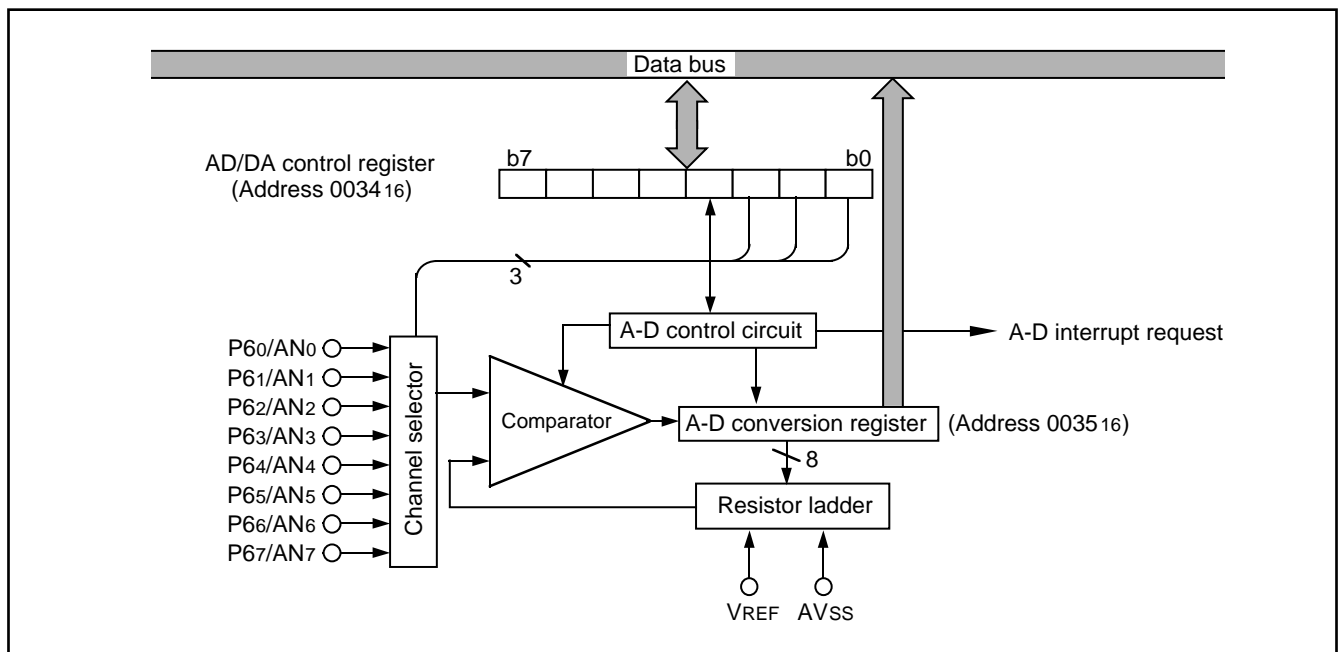 Data bus
b7 b0
AD/DA control register
(Address 003416)
3
A-D control circuit
A-D interrupt request
P60/AN0
P61/AN1
P62/AN2
P63/AN3
P64/AN4
P65/AN5
P66/AN6
P67/AN7
Channel selector
Comparator
A-D conversion register
(Address 003516)
8
Resistor ladder
VREF AVSS